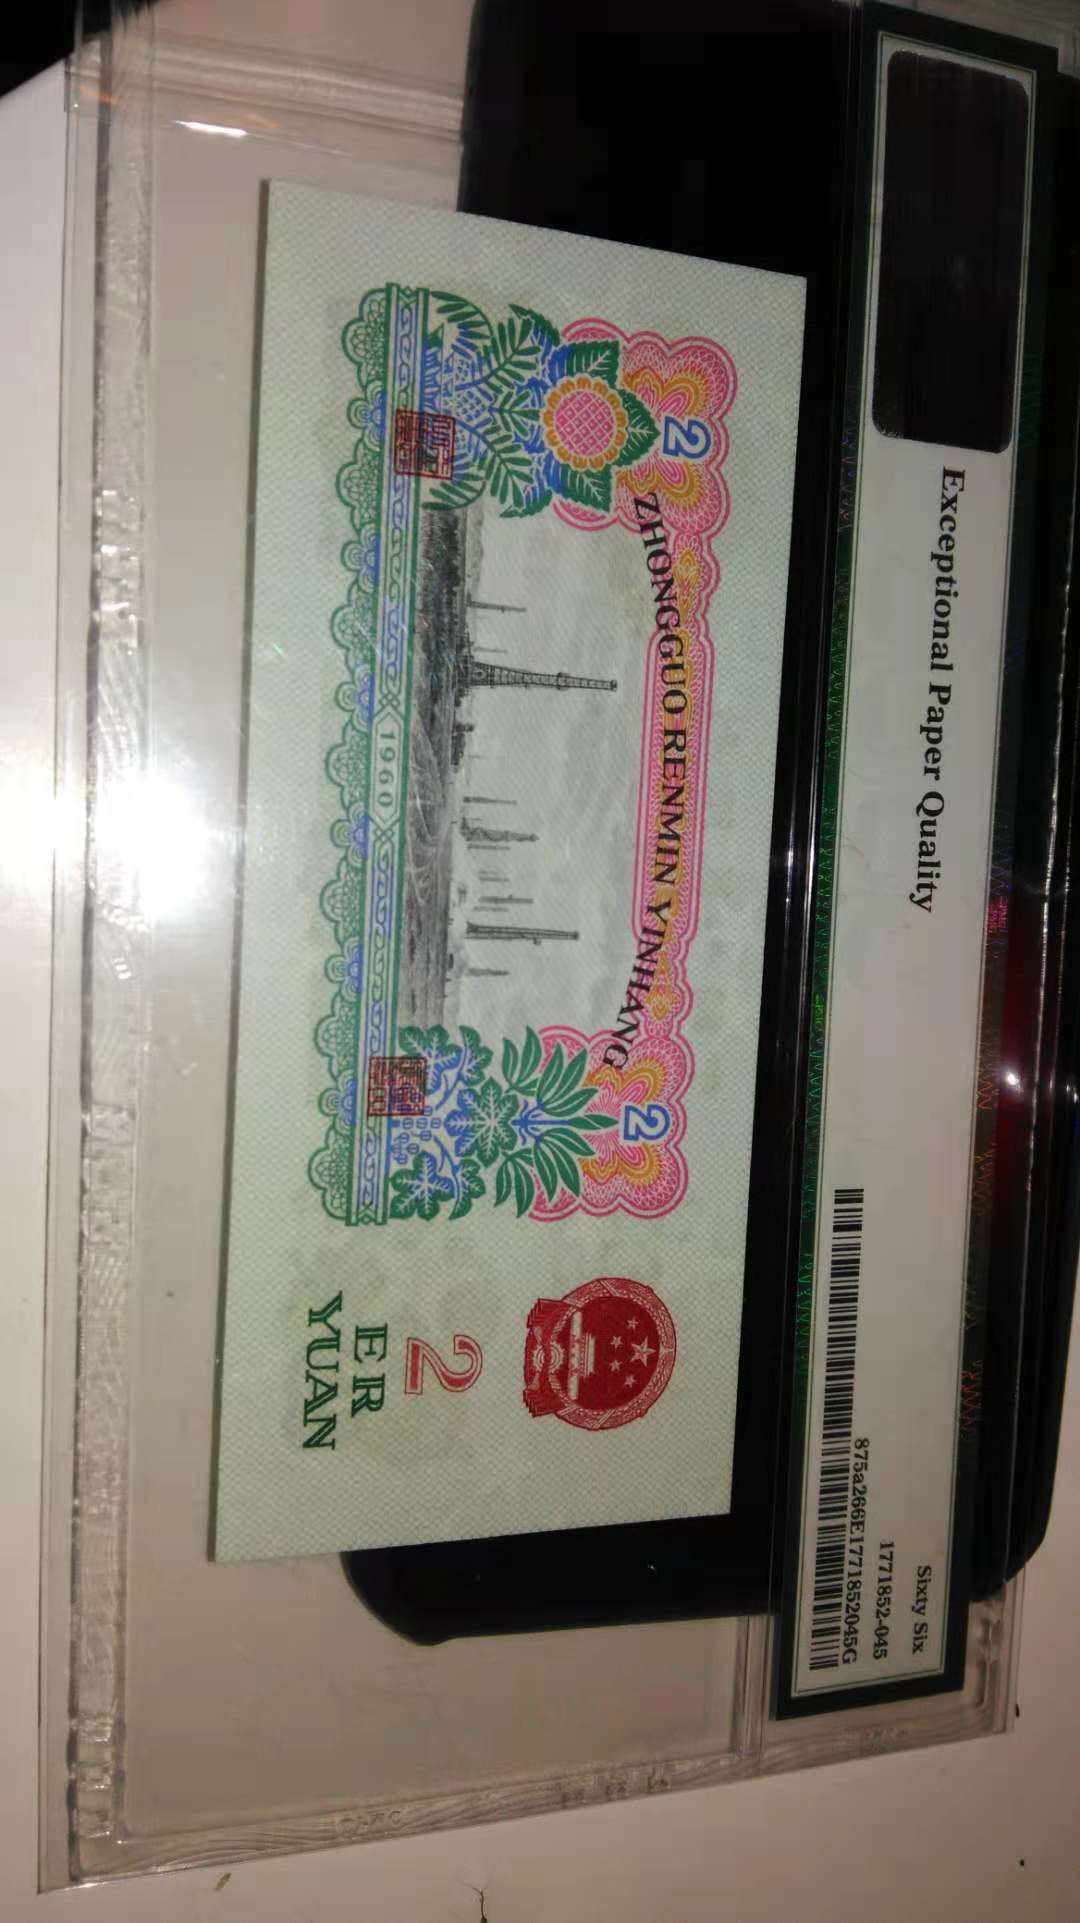 Exceptional Paper Quality
Sixty Six
1771852-045
875a266E1771852045G
ZHONGGUO RENMIN YINHANG
2
2
1960
2
ER
YUAN